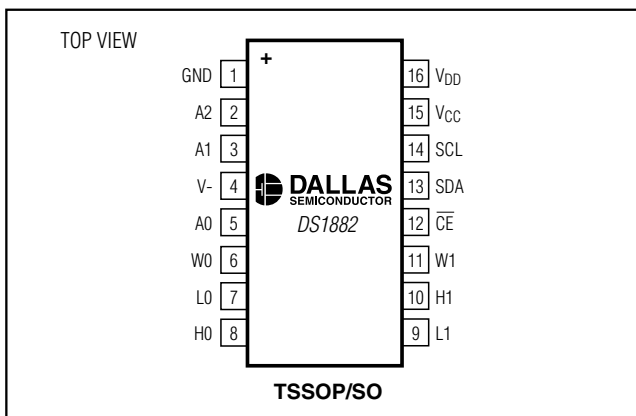 TOP VIEW
+
GND 1
A2 2
A1 3
V- 4
A0 5
W0 6
L0 7
H0 8
DALLAS
SEMICONDUCTOR
DS1882
16 VDD
15 VCC
14 SCL
13 SDA
12 C̅E̅
11 W1
10 H1
9 L1
TSSOP/SO